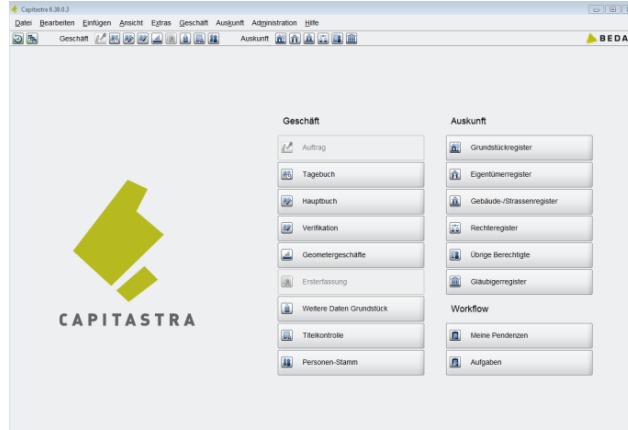 Capitastra 6.38.0.3
Datei Bearbeiten Einfügen Ansicht Extras Geschäft Auskunft Administration Hilfe
Geschäft Auskunft BEDA
Geschäft Auskunft
Auftrag Grundstückregister
Tagebuch Eigentümerregister
Hauptbuch Gebäude-/Strassenregister
Verifikation Rechteregister
Geometergeschäfte Übrige Berechtigte
Ersterfassung Gläubigerregister
Weitere Daten Grundstück Workflow
Titelkontrolle Meine Pendenzen
Personen-Stamm Aufgaben
CAPITASTRA